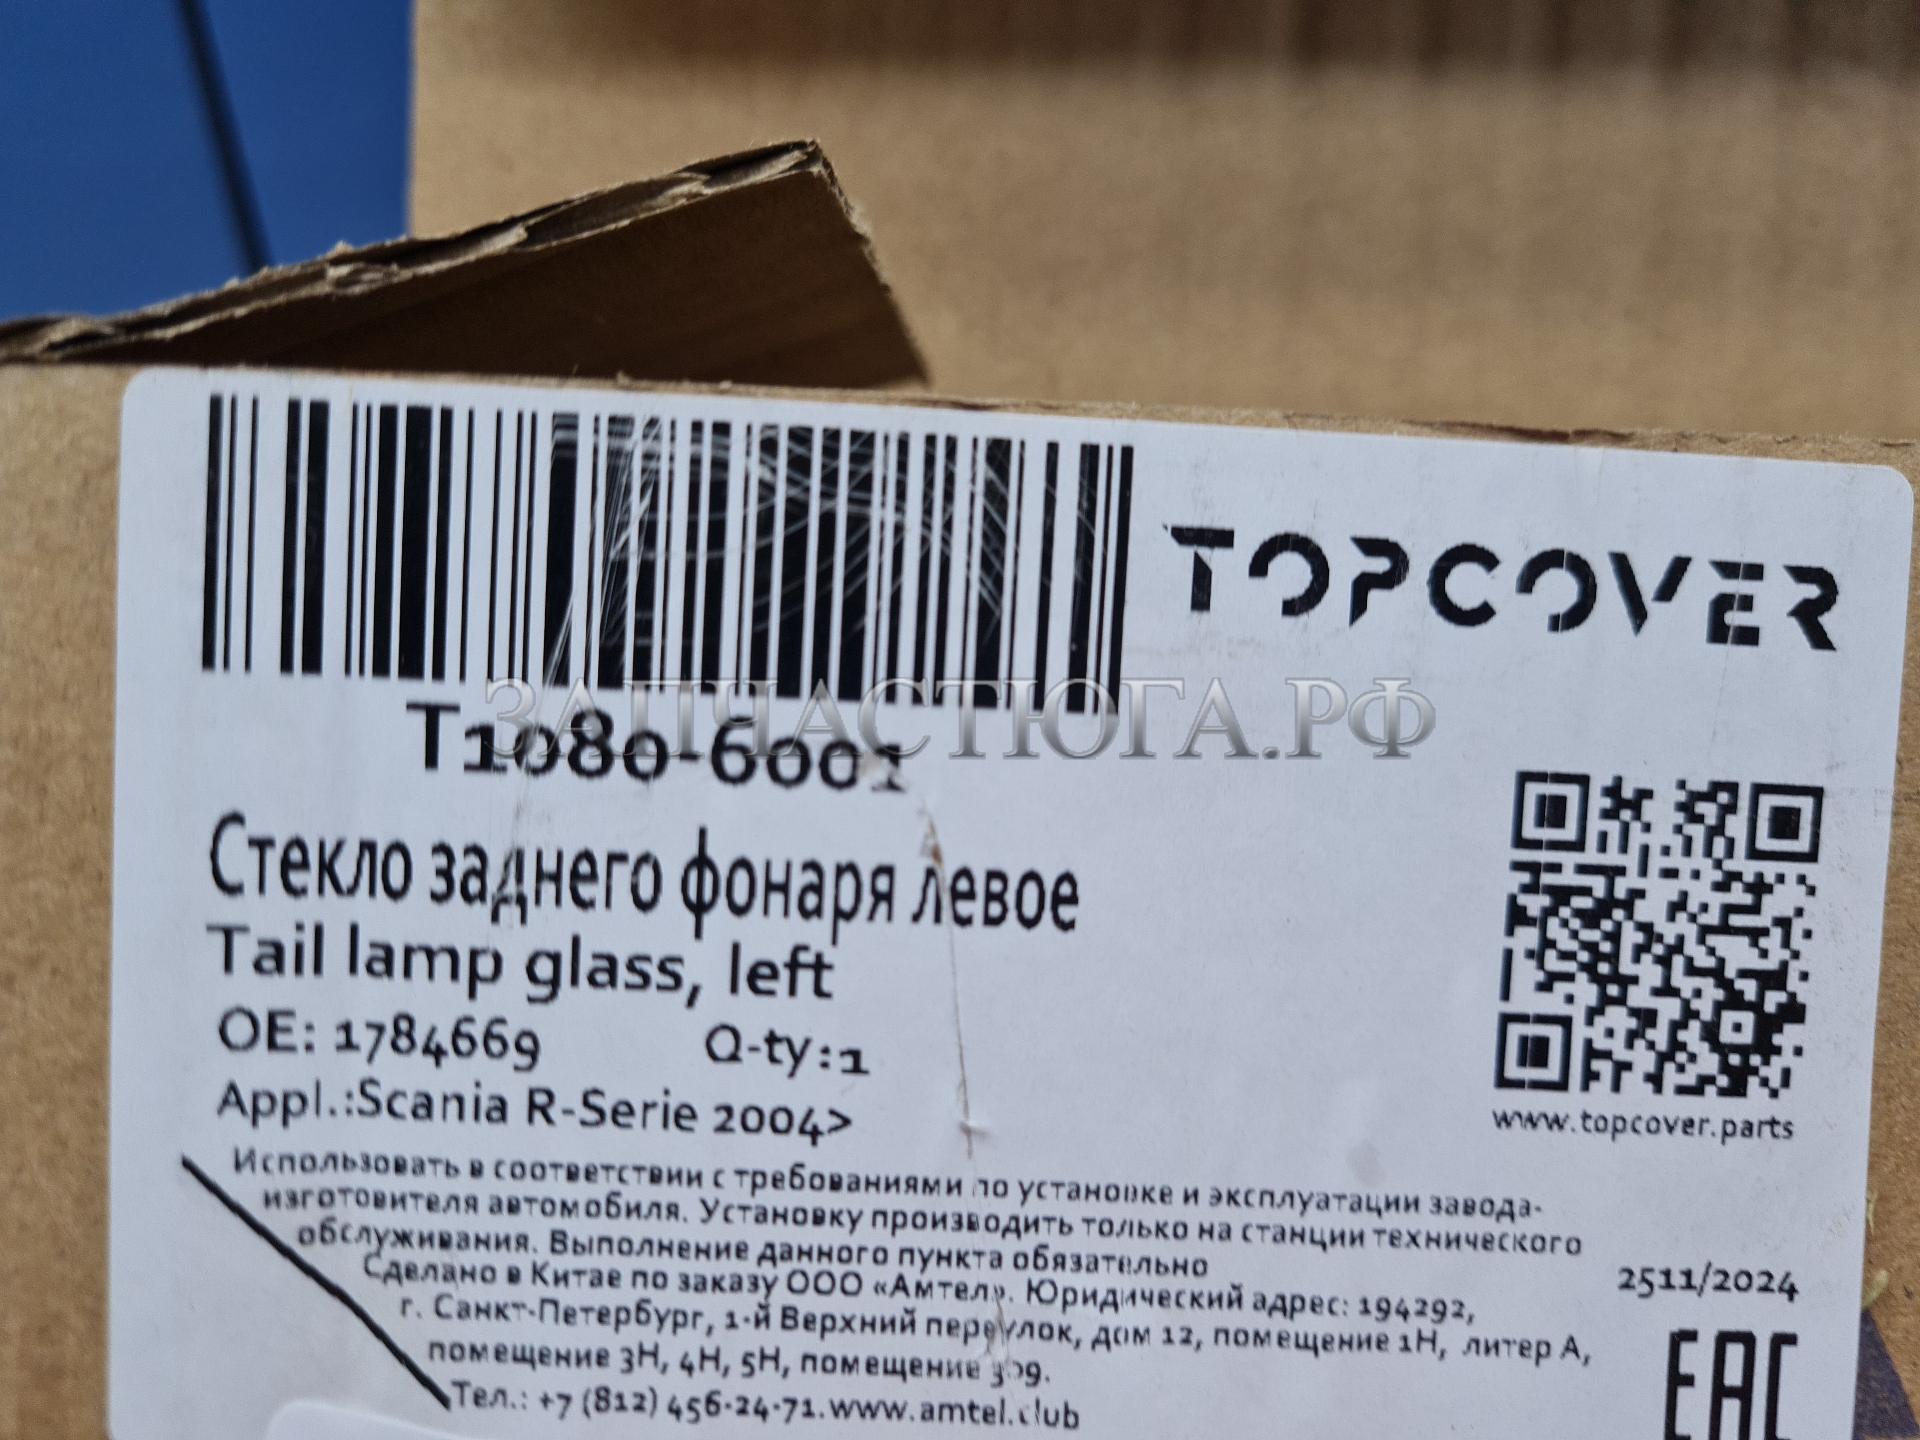 TOPCOVER
T1080-6001
ЗАПЧАСТЮГА.РФ
Стекло заднего фонаря левое
Tail lamp glass, left
OE: 1784669 Q-ty:1
Appl.:Scania R-Serie 2004>
www.topcover.parts
Использовать в соответствии с требованиями по установке и эксплуатации завода-
изготовителя автомобиля. Установку производить только на станции технического
обслуживания. Выполнение данного пункта обязательно
Сделано в Китае по заказу ООО «Амтел». Юридический адрес: 194292,
г. Санкт-Петербург, 1-й Верхний переулок, дом 12, помещение 1Н, литер А,
помещение 3Н, 4Н, 5Н, помещение
Тел.: +7 (812) 456-24-71.www.amtel.club
2511/2024
EAC